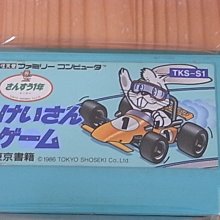 ファミリー コンピュータ
TKS-S1
さんすう1年
けいさん
ゲーム
東京書籍 © 1986 TOKYO SHOSEKI CO., LTD.